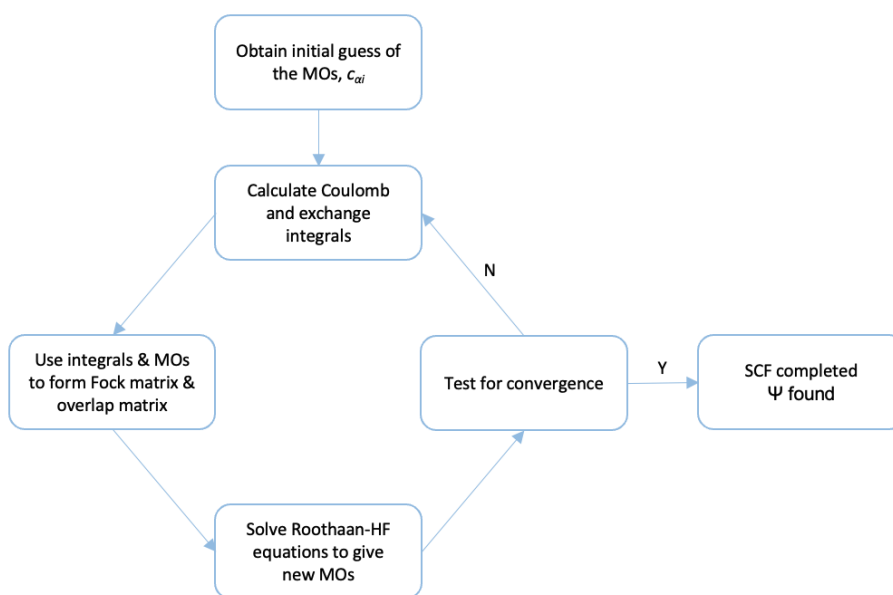 Obtain initial guess of
the MOs, cαi
Calculate Coulomb
and exchange
integrals
N
Use integrals & MOs
to form Fock matrix &
overlap matrix
Test for convergence
Y
SCF completed
Ψ found
Solve Roothaan-HF
equations to give
new MOs